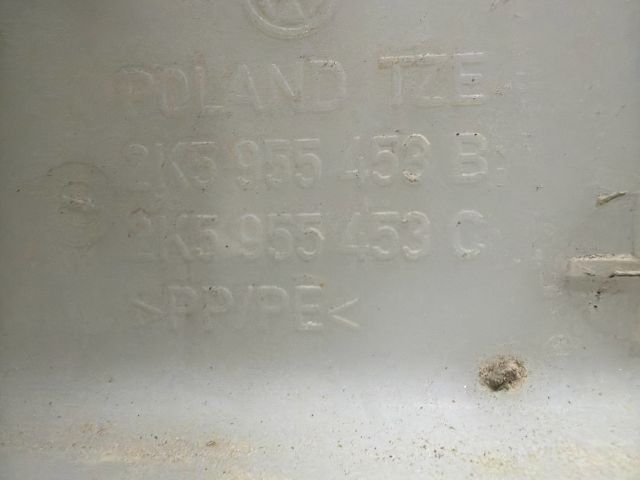 POLAND TZE
2K5 955 453 B
2K5 955 453 C
>PP/PE<